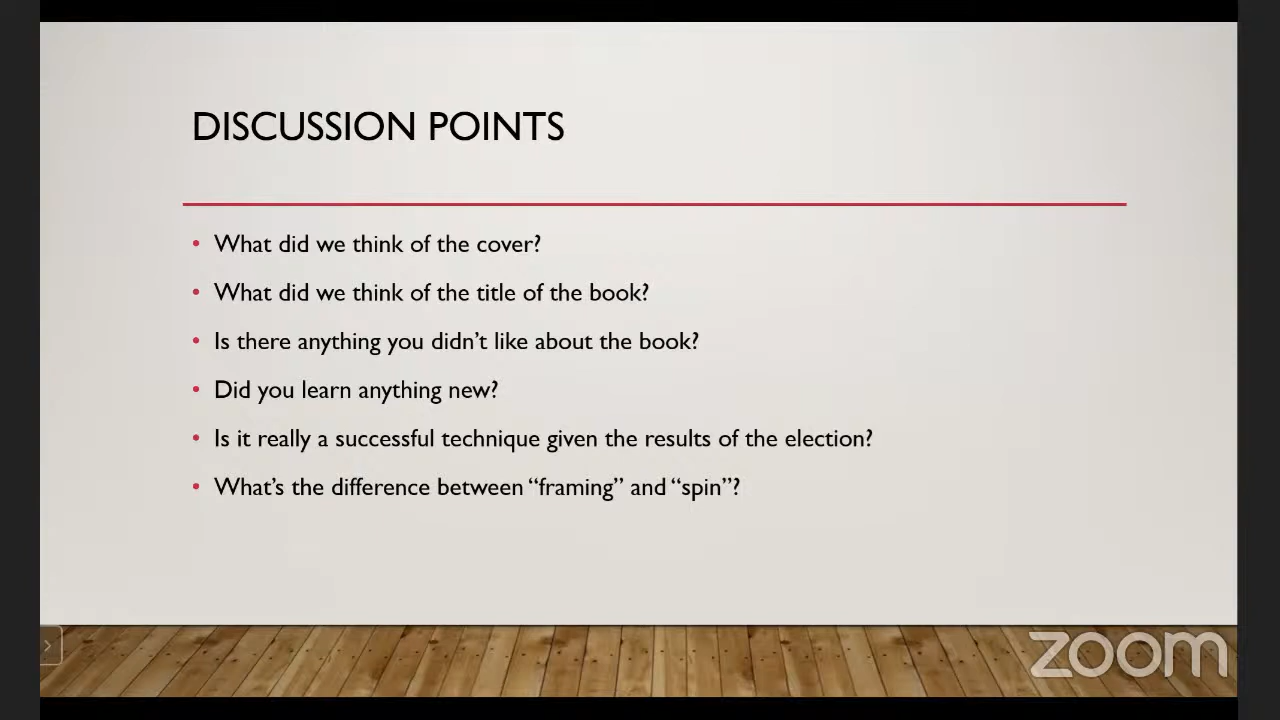 DISCUSSION POINTS
• What did we think of the cover?
• What did we think of the title of the book?
• Is there anything you didn’t like about the book?
• Did you learn anything new?
• Is it really a successful technique given the results of the election?
• What’s the difference between “framing” and “spin”?
zoom